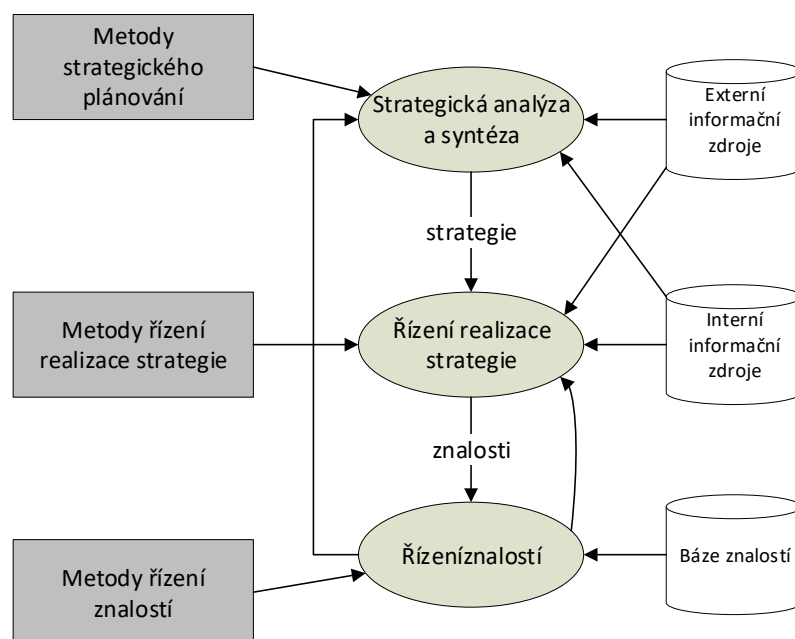 Metody
strategického
plánování
Strategická analýza
a syntéza
Externí
informační
zdroje
strategie
Metody řízení
realizace strategie
Řízení realizace
strategie
Interní
informační
zdroje
znalosti
Metody řízení
znalostí
Řízeníznalostí
Báze znalostí